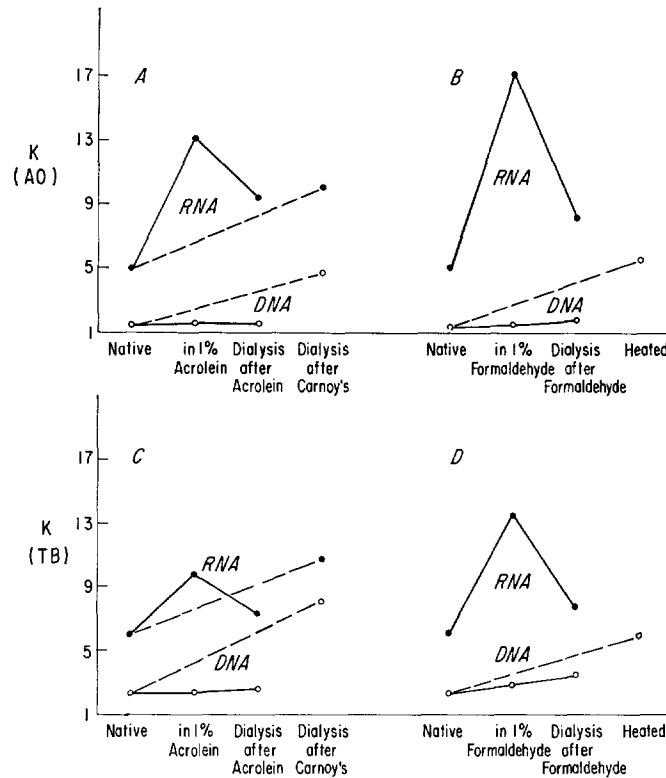 A
B
K
(AO)
17
13
9
5
1
RNA
DNA
RNA
DNA
Native
in 1%
Acrolein
Dialysis
after
Acrolein
Dialysis
after
Carnoy's
Native
in 1%
Formaldehyde
Dialysis
after
Formaldehyde
Heated
C
D
K
(TB)
17
13
9
5
1
RNA
DNA
RNA
DNA
Native
in 1%
Acrolein
Dialysis
after
Acrolein
Dialysis
after
Carnoy's
Native
in 1%
Formaldehyde
Dialysis
after
Formaldehyde
Heated